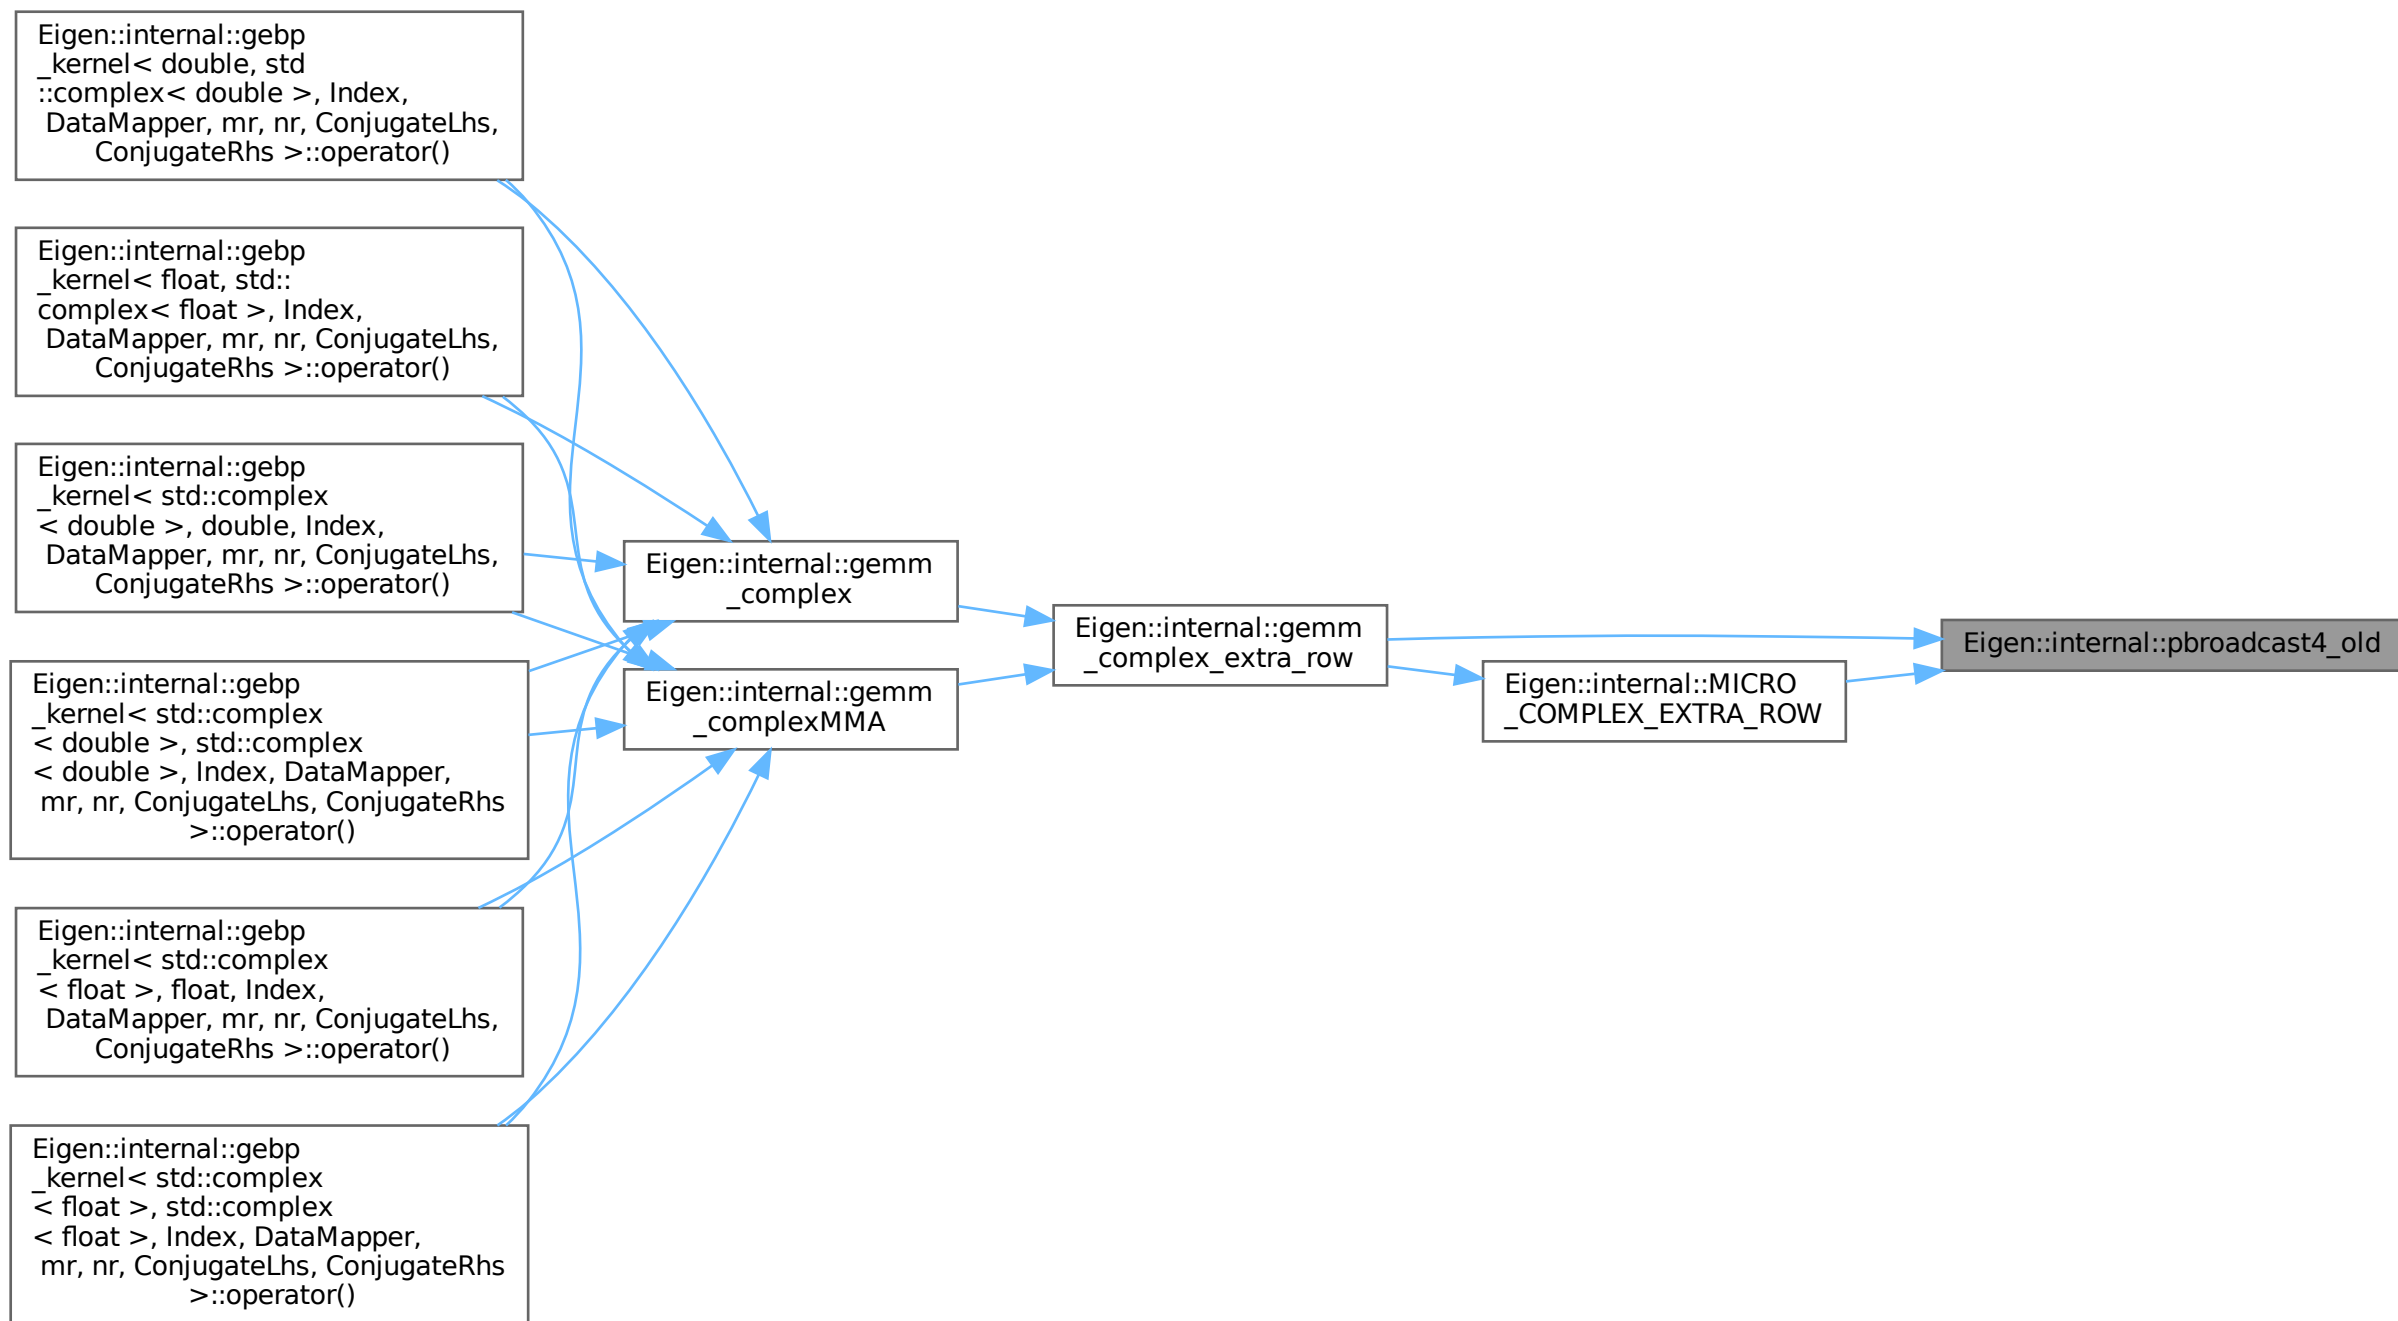 Eigen::internal::gebp
_kernel< double, std
::complex< double >, Index,
DataMapper, mr, nr, ConjugateLhs,
ConjugateRhs >::operator()
Eigen::internal::gebp
_kernel< float, std::
complex< float >, Index,
DataMapper, mr, nr, ConjugateLhs,
ConjugateRhs >::operator()
Eigen::internal::gebp
_kernel< std::complex
< double >, double, Index,
DataMapper, mr, nr, ConjugateLhs,
ConjugateRhs >::operator()
Eigen::internal::gebp
_kernel< std::complex
< double >, std::complex
< double >, Index, DataMapper,
mr, nr, ConjugateLhs, ConjugateRhs
>::operator()
Eigen::internal::gebp
_kernel< std::complex
< float >, float, Index,
DataMapper, mr, nr, ConjugateLhs,
ConjugateRhs >::operator()
Eigen::internal::gebp
_kernel< std::complex
< float >, std::complex
< float >, Index, DataMapper,
mr, nr, ConjugateLhs, ConjugateRhs
>::operator()
Eigen::internal::gemm
_complex
Eigen::internal::gemm
_complexMMA
Eigen::internal::gemm
_complex_extra_row
Eigen::internal::MICRO
_COMPLEX_EXTRA_ROW
Eigen::internal::pbroadcast4_old